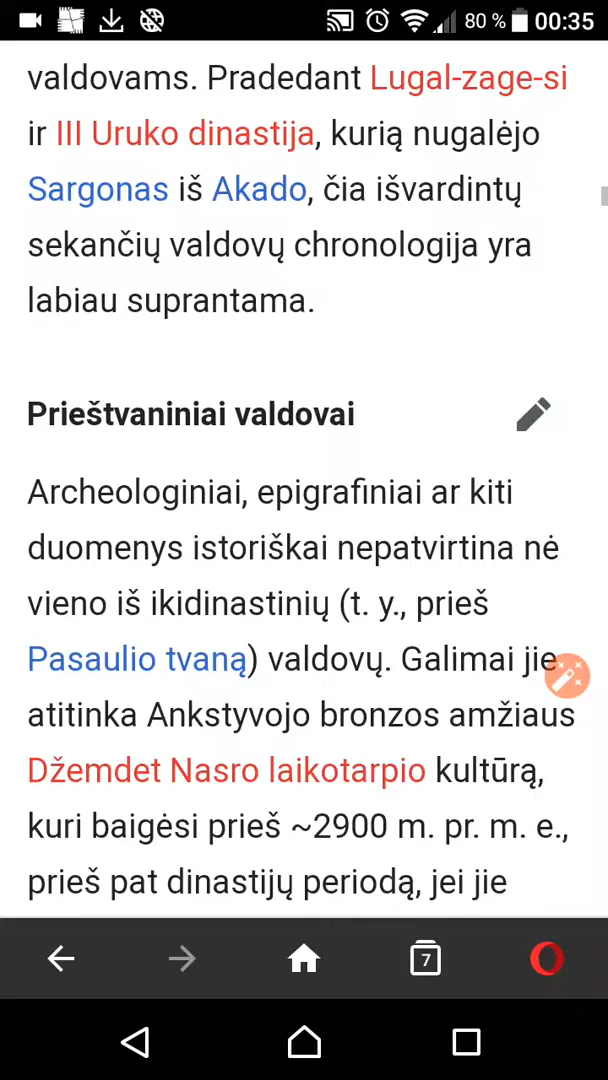 80 % 00:35
valdovams. Pradedant Lugal-zage-si
ir III Uruko dinastija, kurią nugalėjo
Sargonas iš Akado, čia išvardintų
sekančių valdovų chronologija yra
labiau suprantama.
Prieštvaniniai valdovai
Archeologiniai, epigrafiniai ar kiti
duomenys istoriškai nepatvirtina nė
vieno iš ikidinastinių (t. y., prieš
Pasaulio tvaną) valdovų. Galimai jie
atitinka Ankstyvojo bronzos amžiaus
Džemdet Nasro laikotarpio kultūrą,
kuri baigėsi prieš ~2900 m. pr. m. e.,
prieš pat dinastijų periodą, jei jie
7